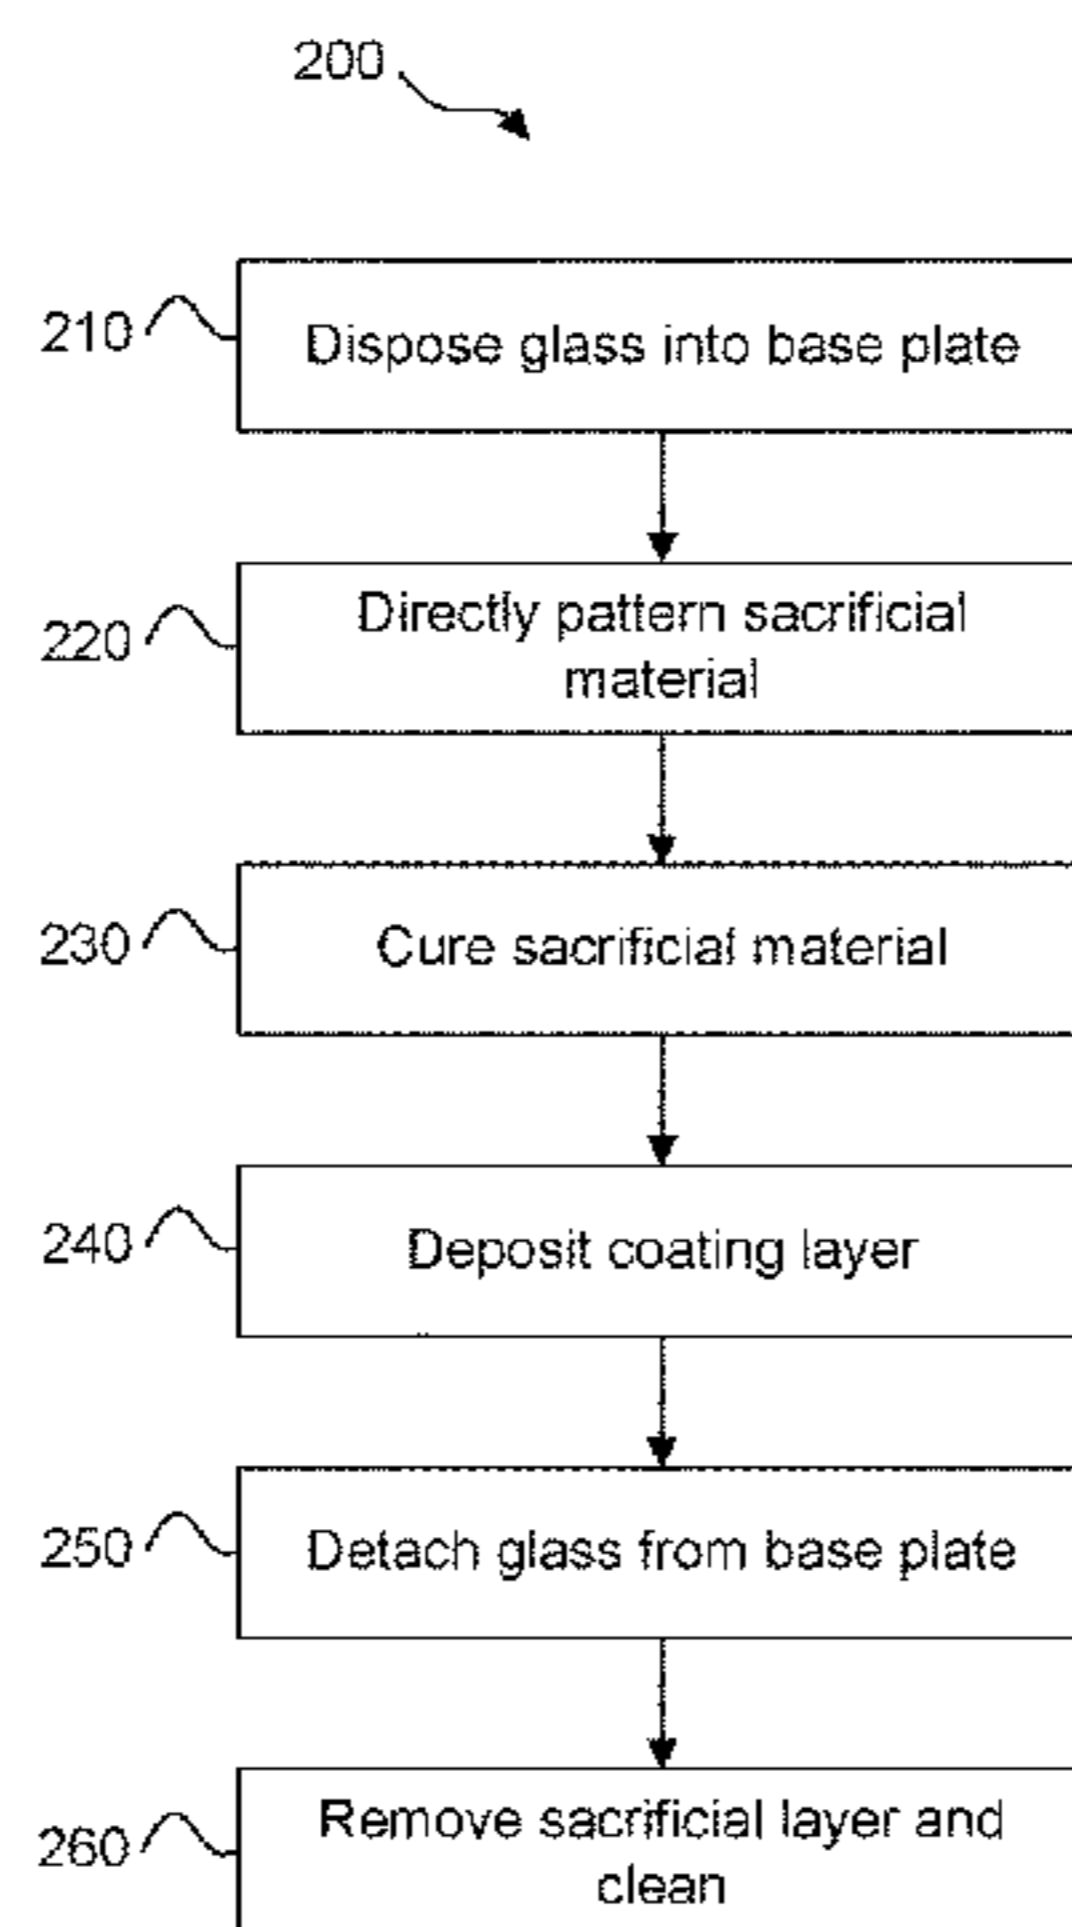 200
210
Dispose glass into base plate
220
Directly pattern sacrificial
material
230
Cure sacrificial material
240
Deposit coating layer
250
Detach glass from base plate
260
Remove sacrificial layer and
clean